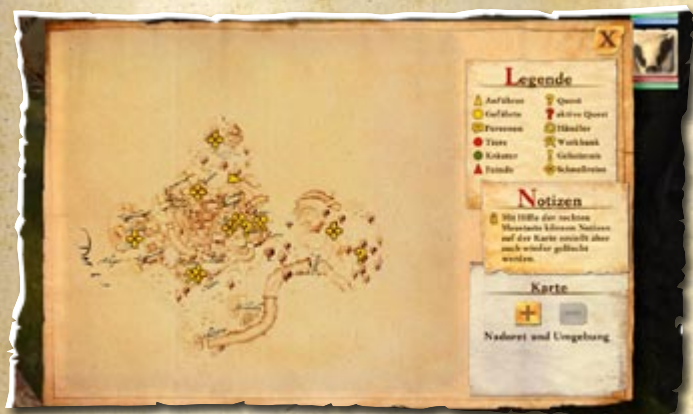 X
Legende
Anführer
Quest
Gefährte
aktive Quest
Personen
Händler
Tiere
Werkbank
Kräuter
Geheimnis
Feinde
Schnellreise
Notizen
Mit Hilfe der rechten
Maustaste können Notizen
auf der Karte erstellt aber
auch wieder gelöscht
werden.
Karte
Nadoret und Umgebung